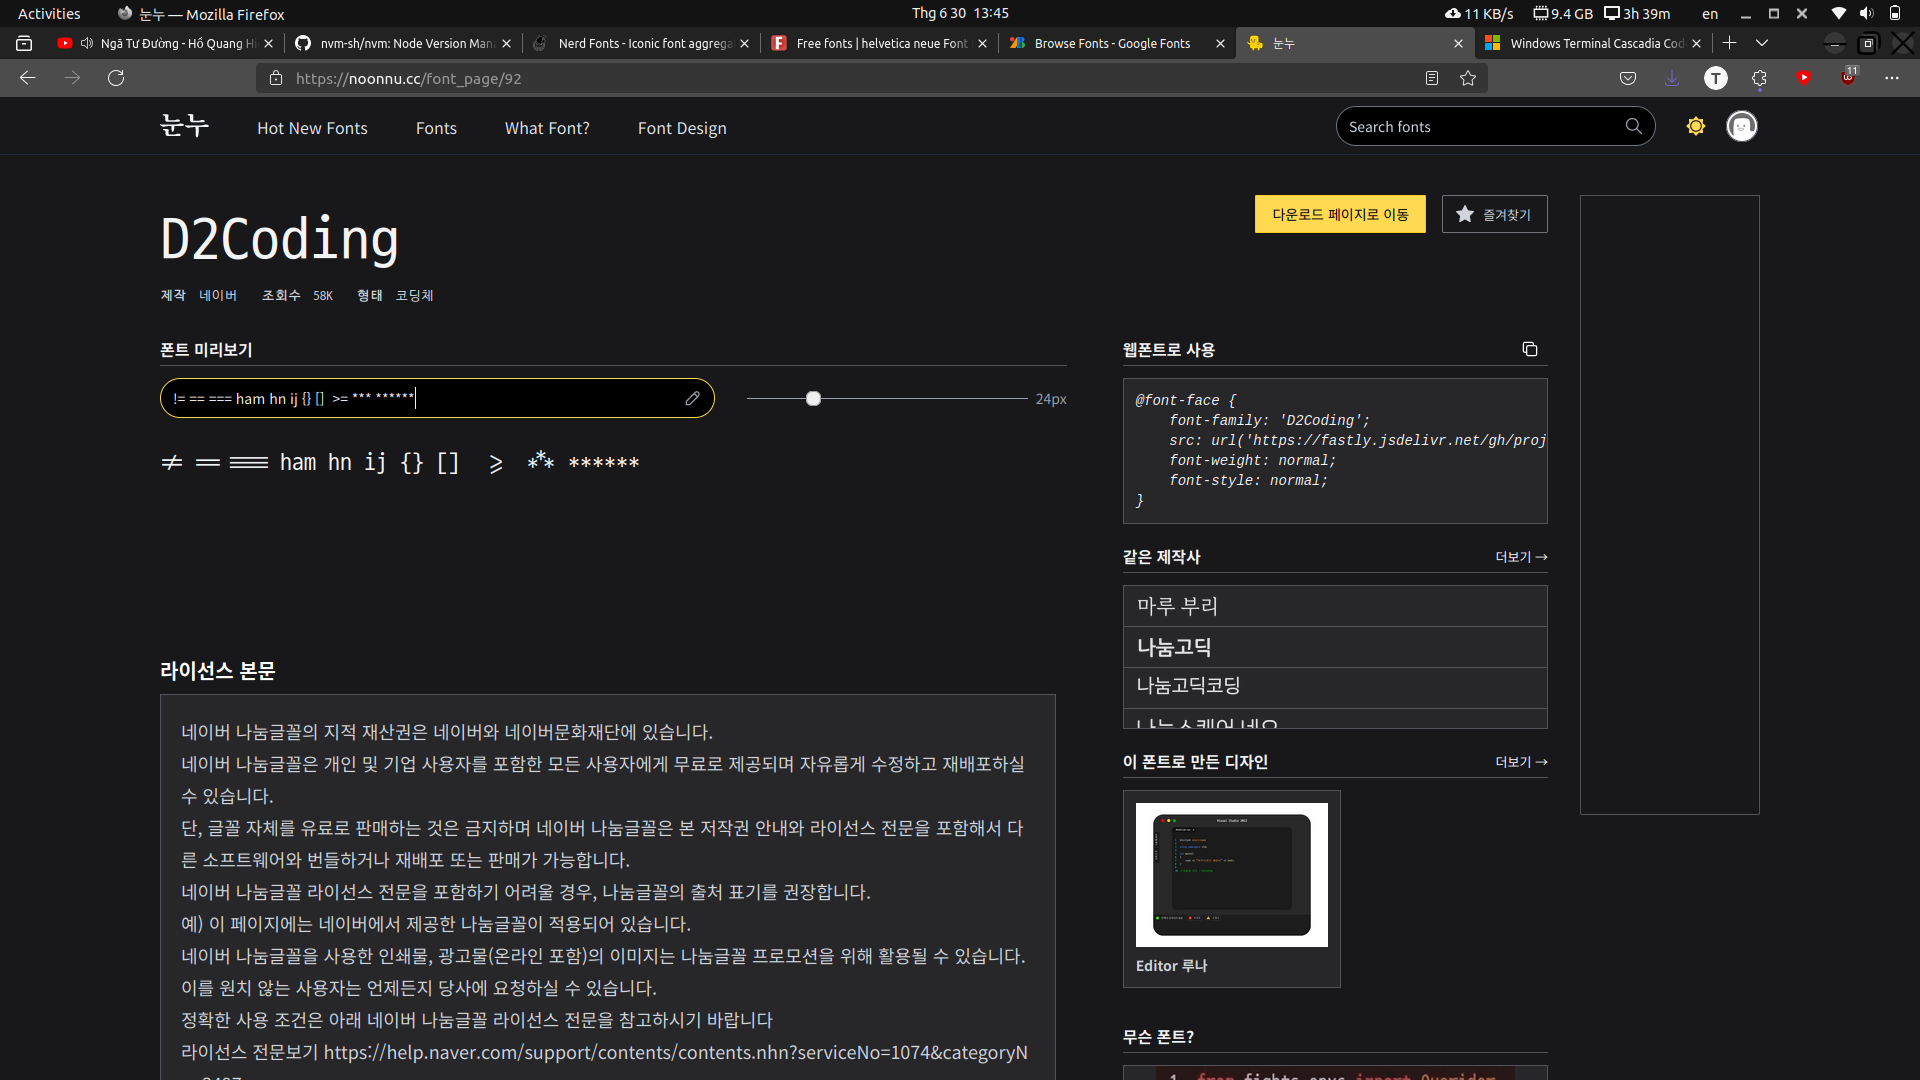 Activities
눈누 — Mozilla Firefox
Thg 6 30 13:45
11 KB/s
9.4 GB
3h 39m
en
Ngã Tư Đường - Hồ Quang Hi
nvm-sh/nvm: Node Version Man
Nerd Fonts - Iconic font aggrega
Free fonts | helvetica neue Font
Browse Fonts - Google Fonts
눈누
Windows Terminal Cascadia Cod
https://noonnu.cc/font_page/92
T
11
눈누
Hot New Fonts
Fonts
What Font?
Font Design
Search fonts
D2Coding
다운로드 페이지로 이동
즐겨찾기
제작 네이버 조회수 58K 형태 코딩체
폰트 미리보기
!= == === ham hn ij {} [] >= *** ******
24px
!= == === ham hn ij {} [] >= *** ******
웹폰트로 사용
@font-face {
font-family: 'D2Coding';
src: url('https://fastly.jsdelivr.net/gh/proj
font-weight: normal;
font-style: normal;
}
같은 제작사
더보기 →
마루 부리
나눔고딕
나눔고딕코딩
나눔스퀘어 네오
이 폰트로 만든 디자인
더보기 →
Editor 루나
무슨 폰트?
1 from fights.envs import Quoridor
라이선스 본문
네이버 나눔글꼴의 지적 재산권은 네이버와 네이버문화재단에 있습니다.
네이버 나눔글꼴은 개인 및 기업 사용자를 포함한 모든 사용자에게 무료로 제공되며 자유롭게 수정하고 재배포하실
수 있습니다.
단, 글꼴 자체를 유료로 판매하는 것은 금지하며 네이버 나눔글꼴은 본 저작권 안내와 라이선스 전문을 포함해서 다
른 소프트웨어와 번들하거나 재배포 또는 판매가 가능합니다.
네이버 나눔글꼴 라이선스 전문을 포함하기 어려울 경우, 나눔글꼴의 출처 표기를 권장합니다.
예) 이 페이지에는 네이버에서 제공한 나눔글꼴이 적용되어 있습니다.
네이버 나눔글꼴을 사용한 인쇄물, 광고물(온라인 포함)의 이미지는 나눔글꼴 프로모션을 위해 활용될 수 있습니다.
이를 원치 않는 사용자는 언제든지 당사에 요청하실 수 있습니다.
정확한 사용 조건은 아래 네이버 나눔글꼴 라이선스 전문을 참고하시기 바랍니다
라이선스 전문보기 https://help.naver.com/support/contents/contents.nhn?serviceNo=1074&categoryN